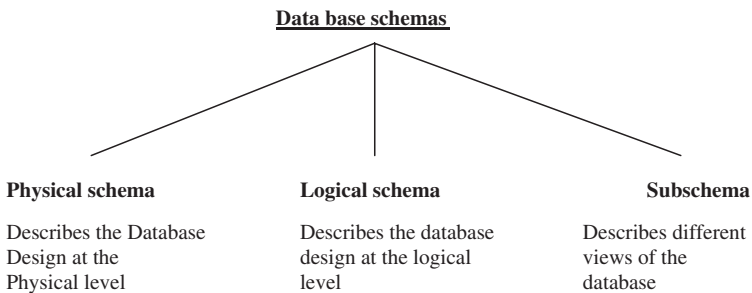 Data base schemas
Physical schema
Describes the Database
Design at the
Physical level
Logical schema
Describes the database
design at the logical
level
Subschema
Describes different
views of the
database